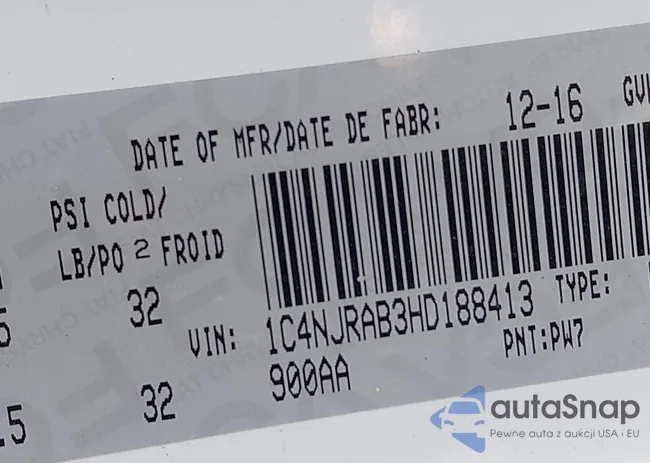 DATE OF MFR/DATE DE FABR: 12-16
PSI COLD/
LB/PO 2 FROID
32
VIN: 1C4NJRAB3HD188413 TYPE:
PNT:PW7
900AA
32
autaSnap
Pewne auta z aukcji USA i EU